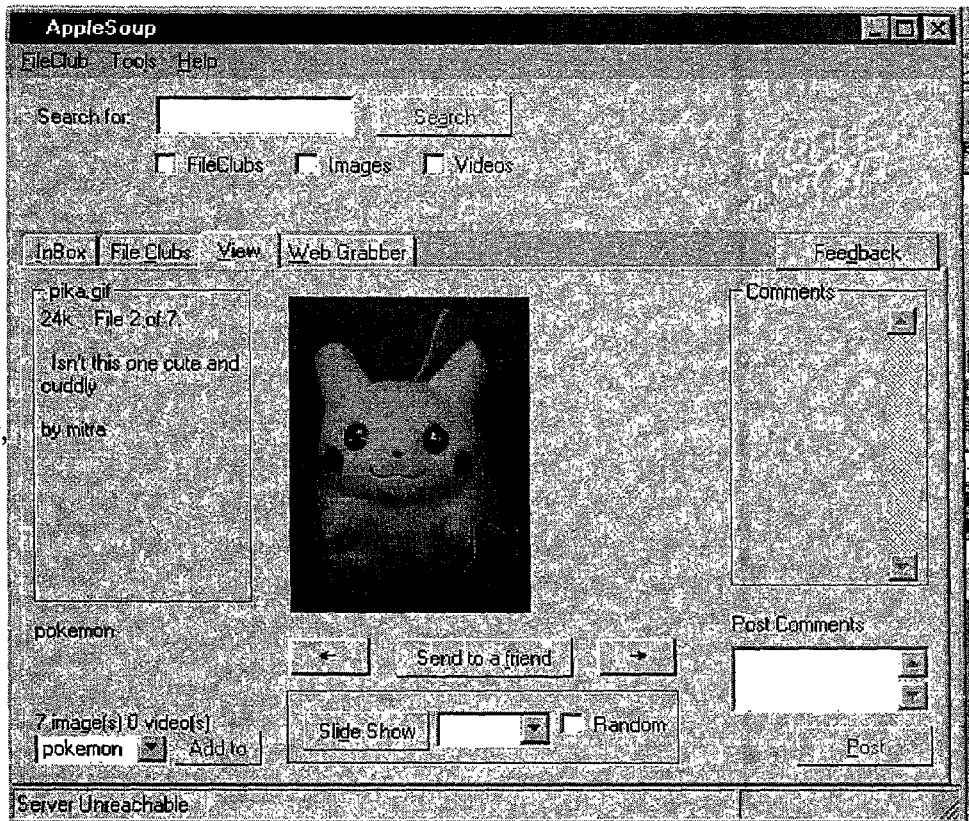 AppleSoup
FileClub Tools Help
Search for: Search
FileClubs Images Videos
InBox File Clubs View Web Grabber Feedback
pika.gif
24k File 2 of 7.
Isn't this one cute and
cuddly
by mitra
Comments
pokemon
Post Comments
← Send to a friend →
7 image(s) 0 video(s)
Slide Show Random
pokemon Add to
Post
Server Unreachable